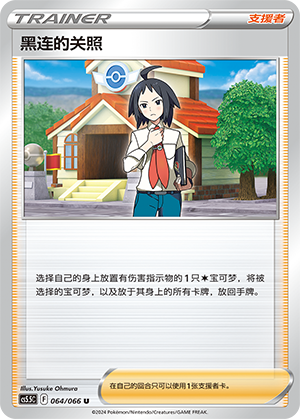 TRAINER
支援者
黑连的关照
选择自己的身上放置有伤害指示物的1只✶宝可梦，将被
选择的宝可梦，以及放于其身上的所有卡牌，放回手牌。
Illus.Yusuke Ohmura
CS5.5C F 064/066 U
在自己的回合只可以使用1张支援者卡。
©2024 Pokémon/Nintendo/Creatures/GAME FREAK.